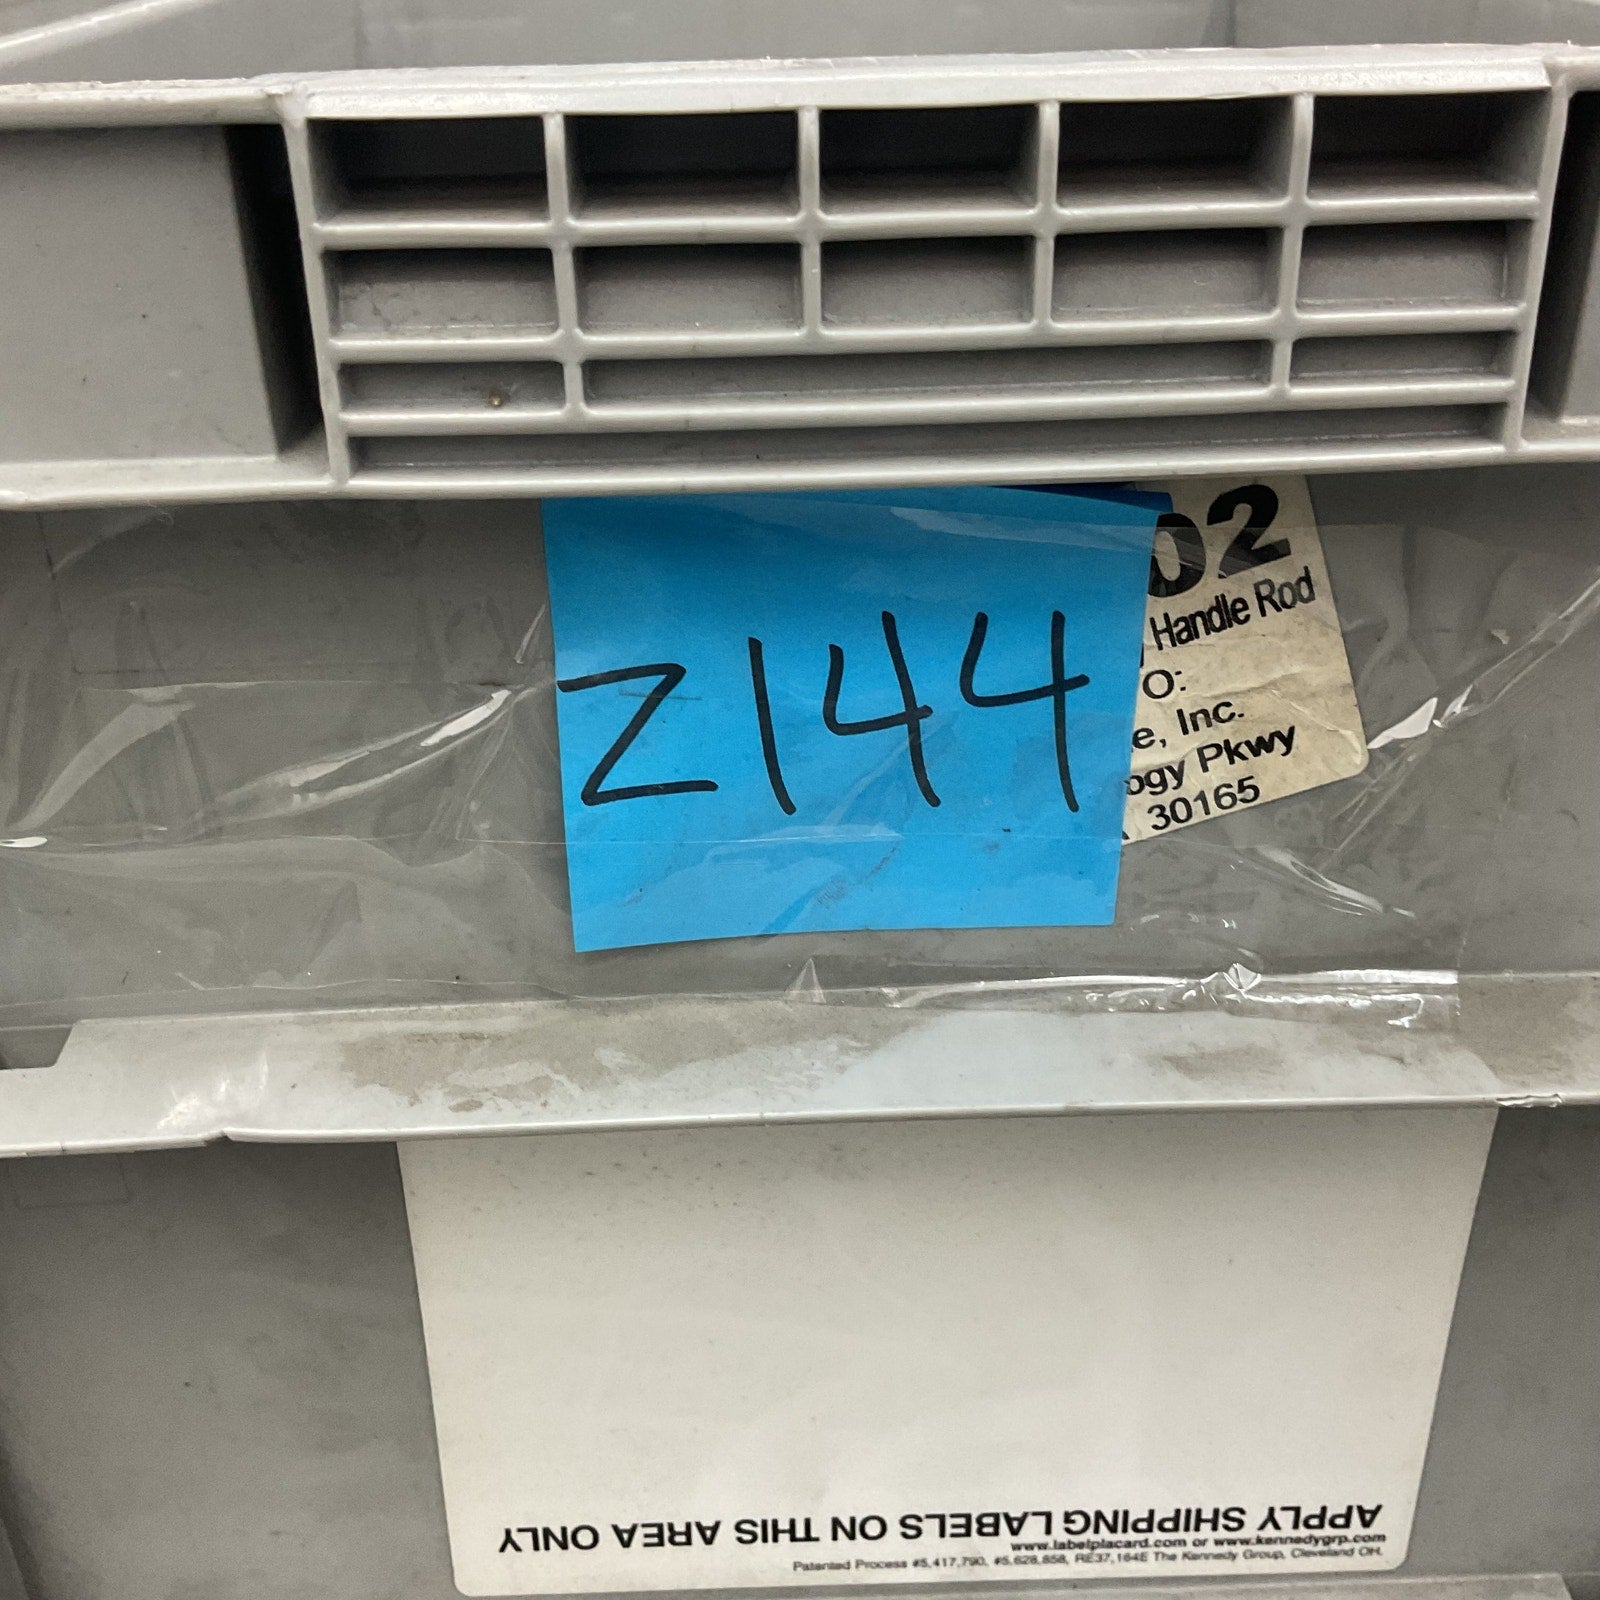 Z144
02
Handle Rod
O:
e, Inc.
ogy Pkwy
30165
APPLY SHIPPING LABELS ON THIS AREA ONLY
www.labelplacard.com or www.kennedygrp.com
Patented Process #5,417,790, #5,628,858, RE37,164E The Kennedy Group, Cleveland OH.